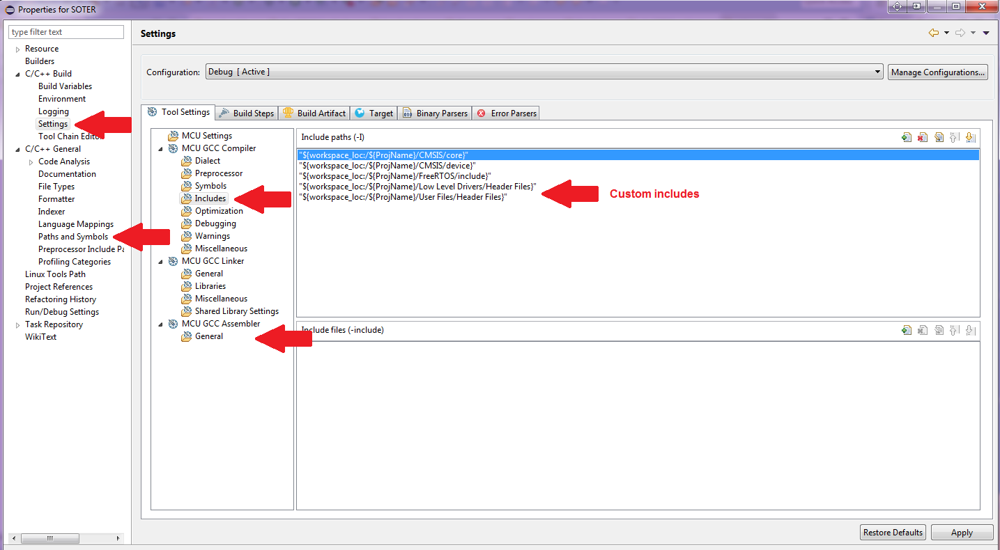 Properties for SOTER
type filter text
Resource
Builders
C/C++ Build
Build Variables
Environment
Logging
Settings
Tool Chain Editor
C/C++ General
Code Analysis
Documentation
File Types
Formatter
Indexer
Language Mappings
Paths and Symbols
Preprocessor Include Pa
Profiling Categories
Linux Tools Path
Project References
Refactoring History
Run/Debug Settings
Task Repository
WikiText
Settings
Configuration: Debug [ Active ] Manage Configurations...
Tool Settings Build Steps Build Artifact Target Binary Parsers Error Parsers
MCU Settings
MCU GCC Compiler
Dialect
Preprocessor
Symbols
Includes
Optimization
Debugging
Warnings
Miscellaneous
MCU GCC Linker
General
Libraries
Miscellaneous
Shared Library Settings
MCU GCC Assembler
General
Include paths (-I)
"${workspace_loc:/${ProjName}/CMSIS/core}"
"${workspace_loc:/${ProjName}/CMSIS/device}"
"${workspace_loc:/${ProjName}/FreeRTOS/include}"
"${workspace_loc:/${ProjName}/Low Level Drivers/Header Files}"
"${workspace_loc:/${ProjName}/User Files/Header Files}"
Custom includes
Include files (-include)
Restore Defaults Apply